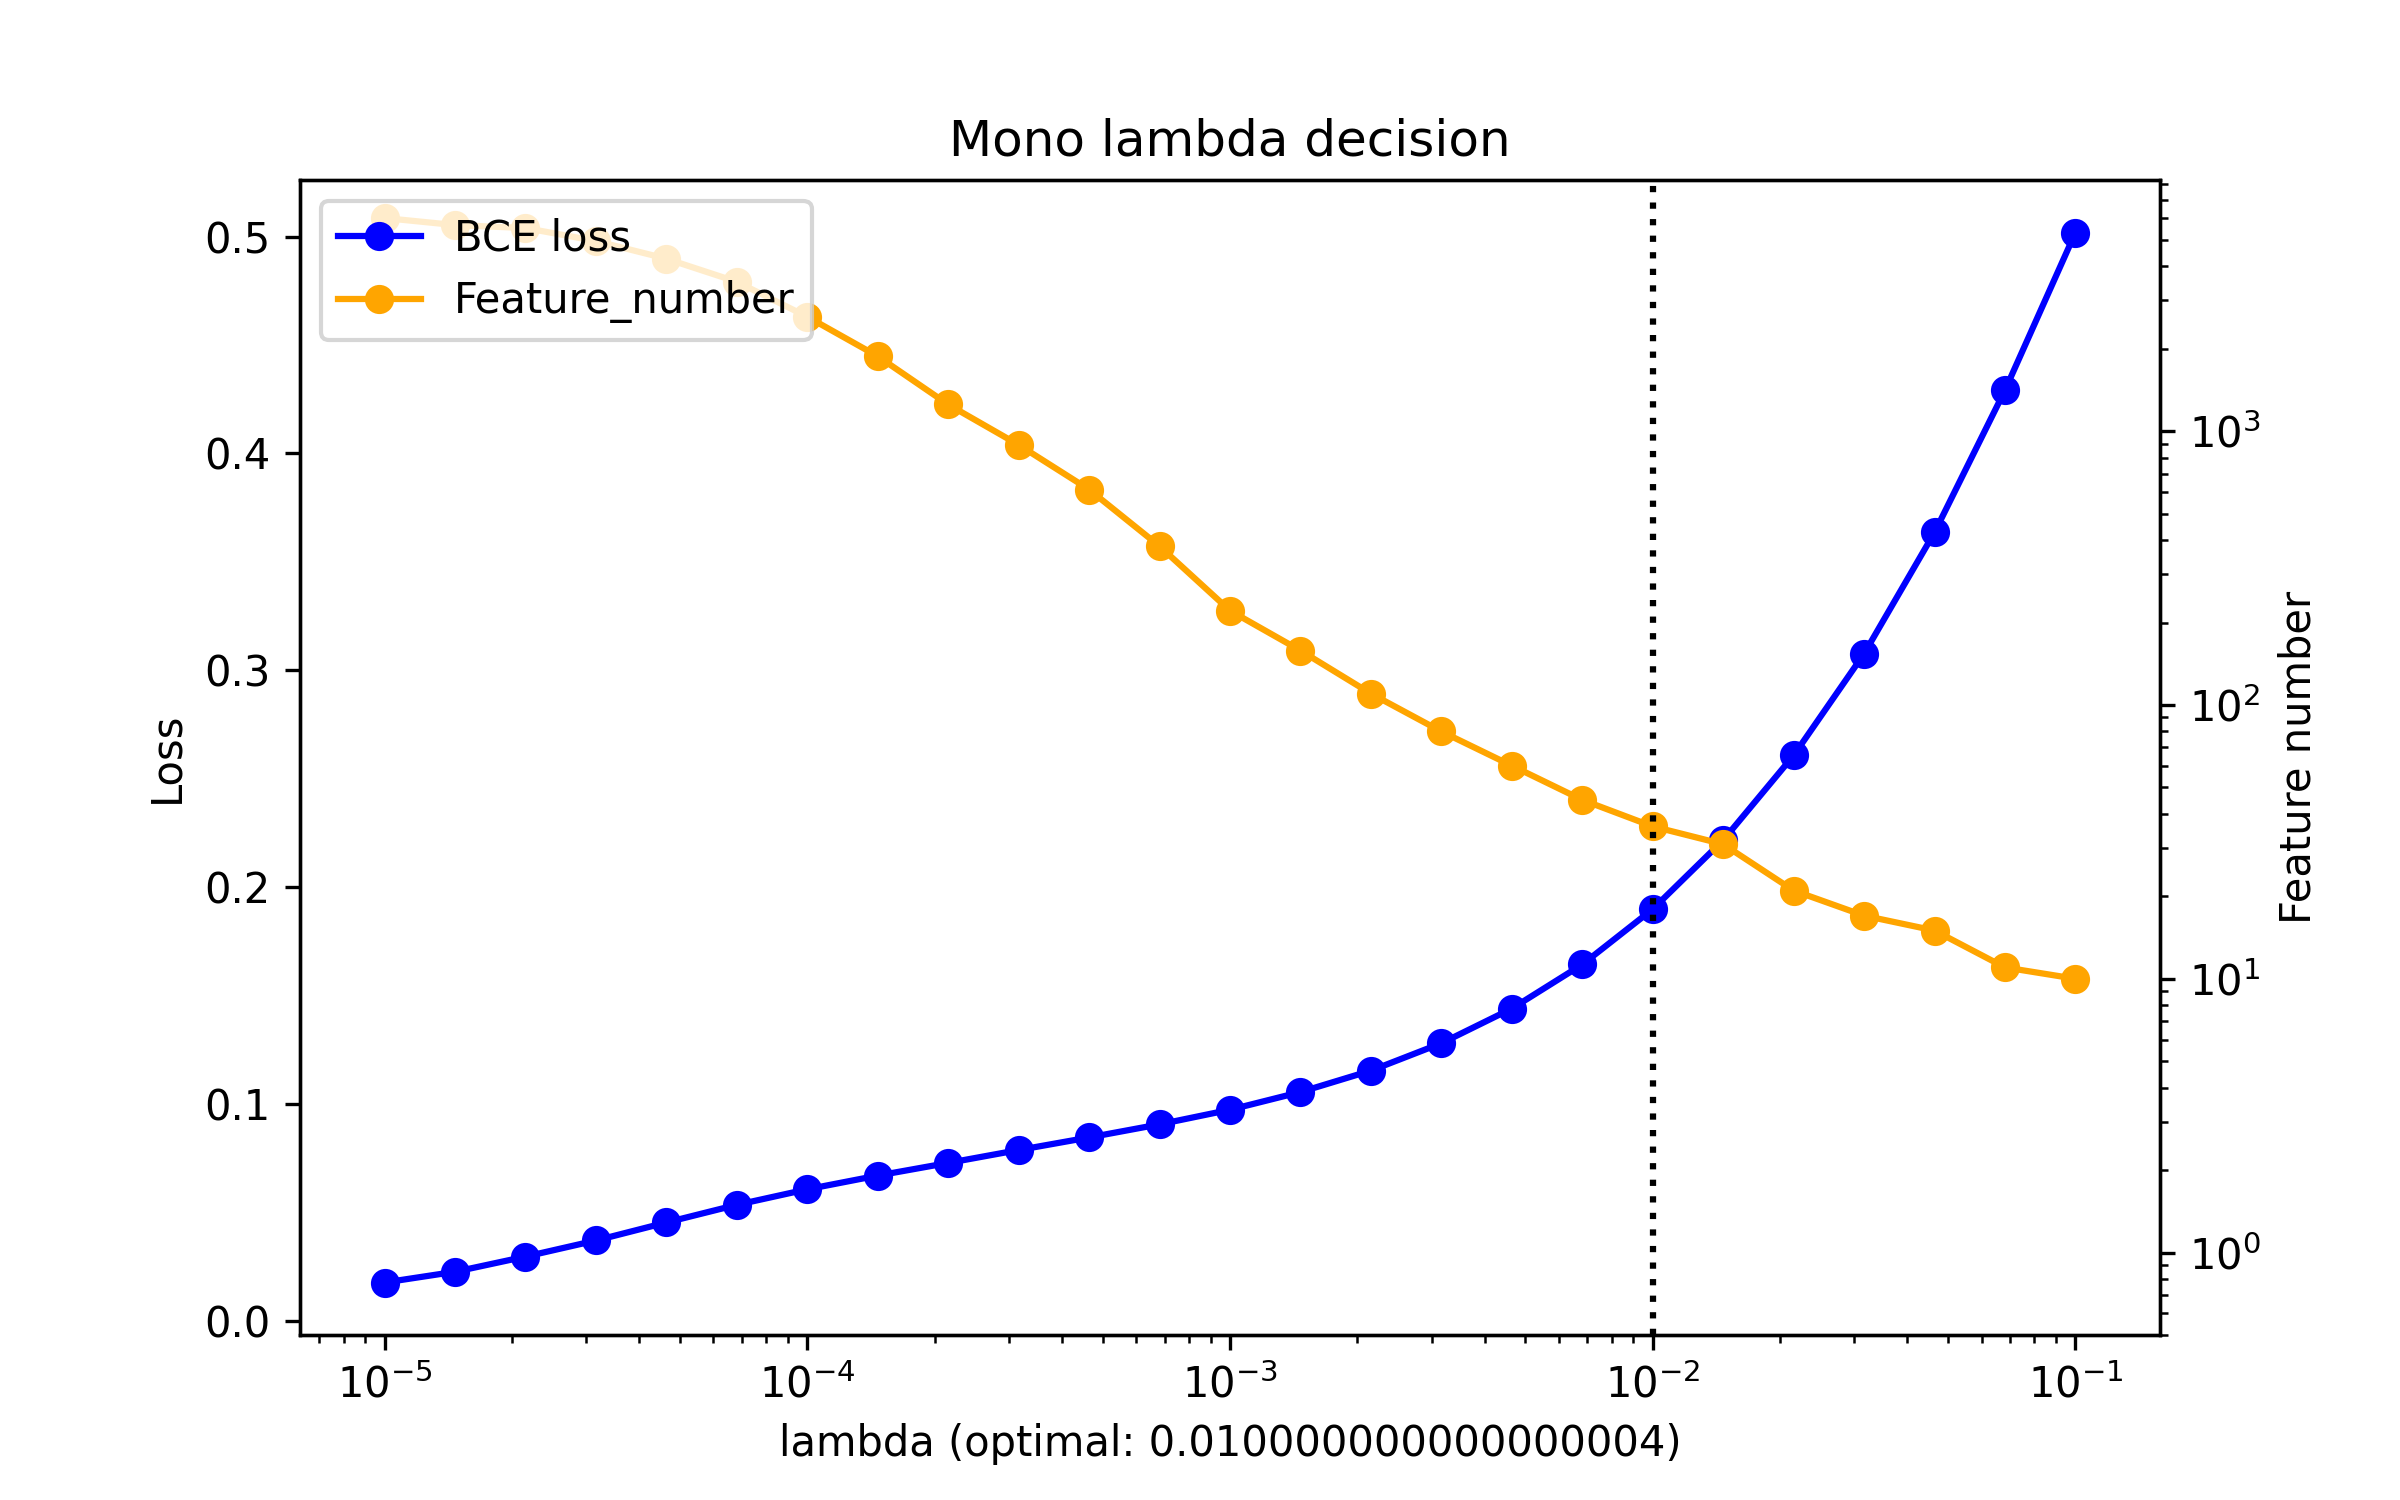 Mono lambda decision
BCE loss
Feature_number
0.5
0.4
0.3
0.2
0.1
0.0
Loss
10³
10²
10¹
10⁰
Feature number
10⁻⁵ 10⁻⁴ 10⁻³ 10⁻² 10⁻¹
lambda (optimal: 0.010000000000000004)